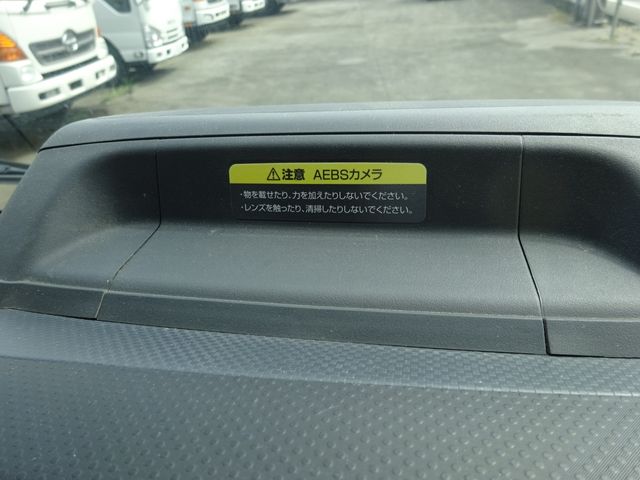 ⚠注意 AEBSカメラ
・物を載せたり、力を加えたりしないでください。
・レンズを触ったり、清掃したりしないでください。